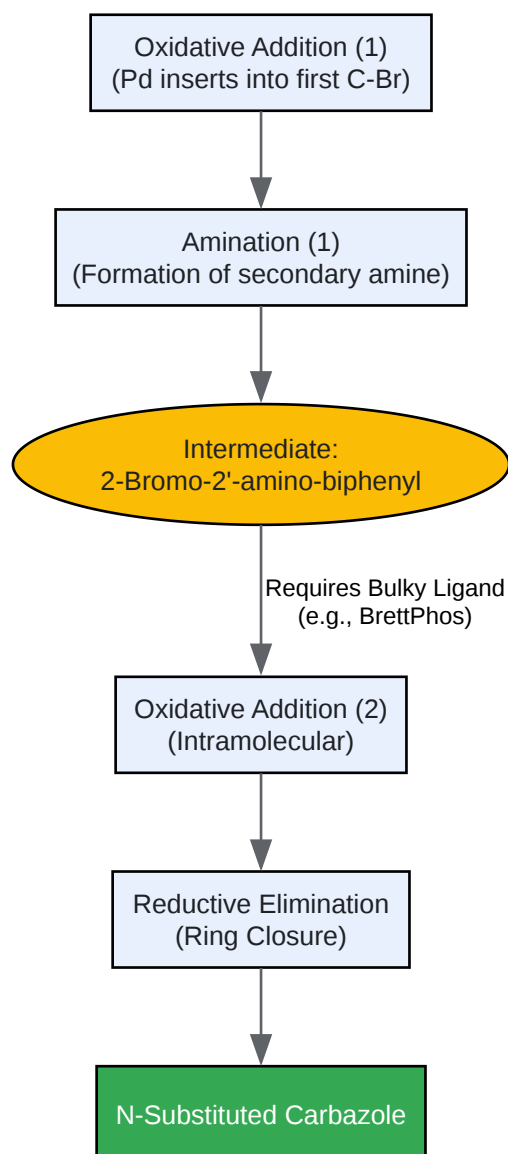 Oxidative Addition (1)
(Pd inserts into first C-Br)
Amination (1)
(Formation of secondary amine)
Intermediate:
2-Bromo-2'-amino-biphenyl
Requires Bulky Ligand
(e.g., BrettPhos)
Oxidative Addition (2)
(Intramolecular)
Reductive Elimination
(Ring Closure)
N-Substituted Carbazole